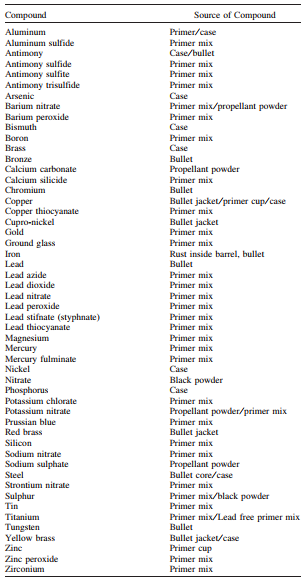 Compound Source of Compound
Aluminum Primer/case
Aluminum sulfide Primer mix
Antimony Case/bullet
Antimony sulfide Primer mix
Antimony sulfite Primer mix
Antimony trisulfide Primer mix
Arsenic Case
Barium nitrate Primer mix/propellant powder
Barium peroxide Primer mix
Bismuth Case
Boron Primer mix
Brass Case
Bronze Bullet
Calcium carbonate Propellant powder
Calcium silicide Primer mix
Chromium Bullet
Copper Bullet jacket/primer cup/case
Copper thiocyanate Primer mix
Cupro-nickel Bullet jacket
Gold Primer mix
Ground glass Primer mix
Iron Rust inside barrel, bullet
Lead Bullet
Lead azide Primer mix
Lead dioxide Primer mix
Lead nitrate Primer mix
Lead peroxide Primer mix
Lead stifnate (styphnate) Primer mix
Lead thiocyanate Primer mix
Magnesium Primer mix
Mercury Primer mix
Mercury fulminate Primer mix
Nickel Case
Nitrate Black powder
Phosphorus Case
Potassium chlorate Primer mix
Potassium nitrate Propellant powder/primer mix
Prussian blue Primer mix
Red brass Bullet jacket
Silicon Primer mix
Sodium nitrate Primer mix
Sodium sulphate Propellant powder
Steel Bullet core/case
Strontium nitrate Primer mix
Sulphur Primer mix/black powder
Tin Primer mix
Titanium Primer mix/Lead free primer mix
Tungsten Bullet
Yellow brass Bullet jacket/case
Zinc Primer cup
Zinc peroxide Primer mix
Zirconium Primer mix